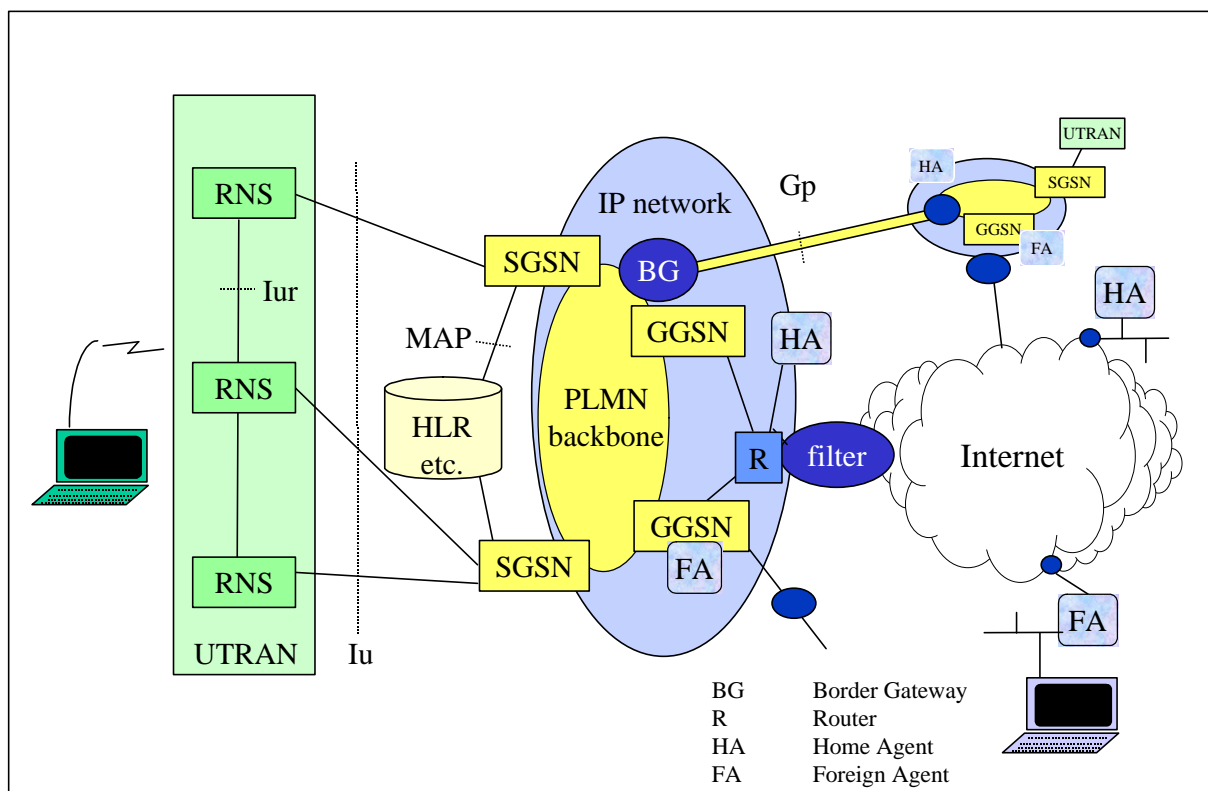 UTRAN
HA
SGSN
RNS
Gp
IP network
GGSN
FA
SGSN
BG
Iur
HA
GGSN
MAP
HA
RNS
PLMN
backbone
HLR
etc.
R
filter
Internet
GGSN
RNS
SGSN
FA
FA
UTRAN
Iu
BG Border Gateway
R Router
HA Home Agent
FA Foreign Agent